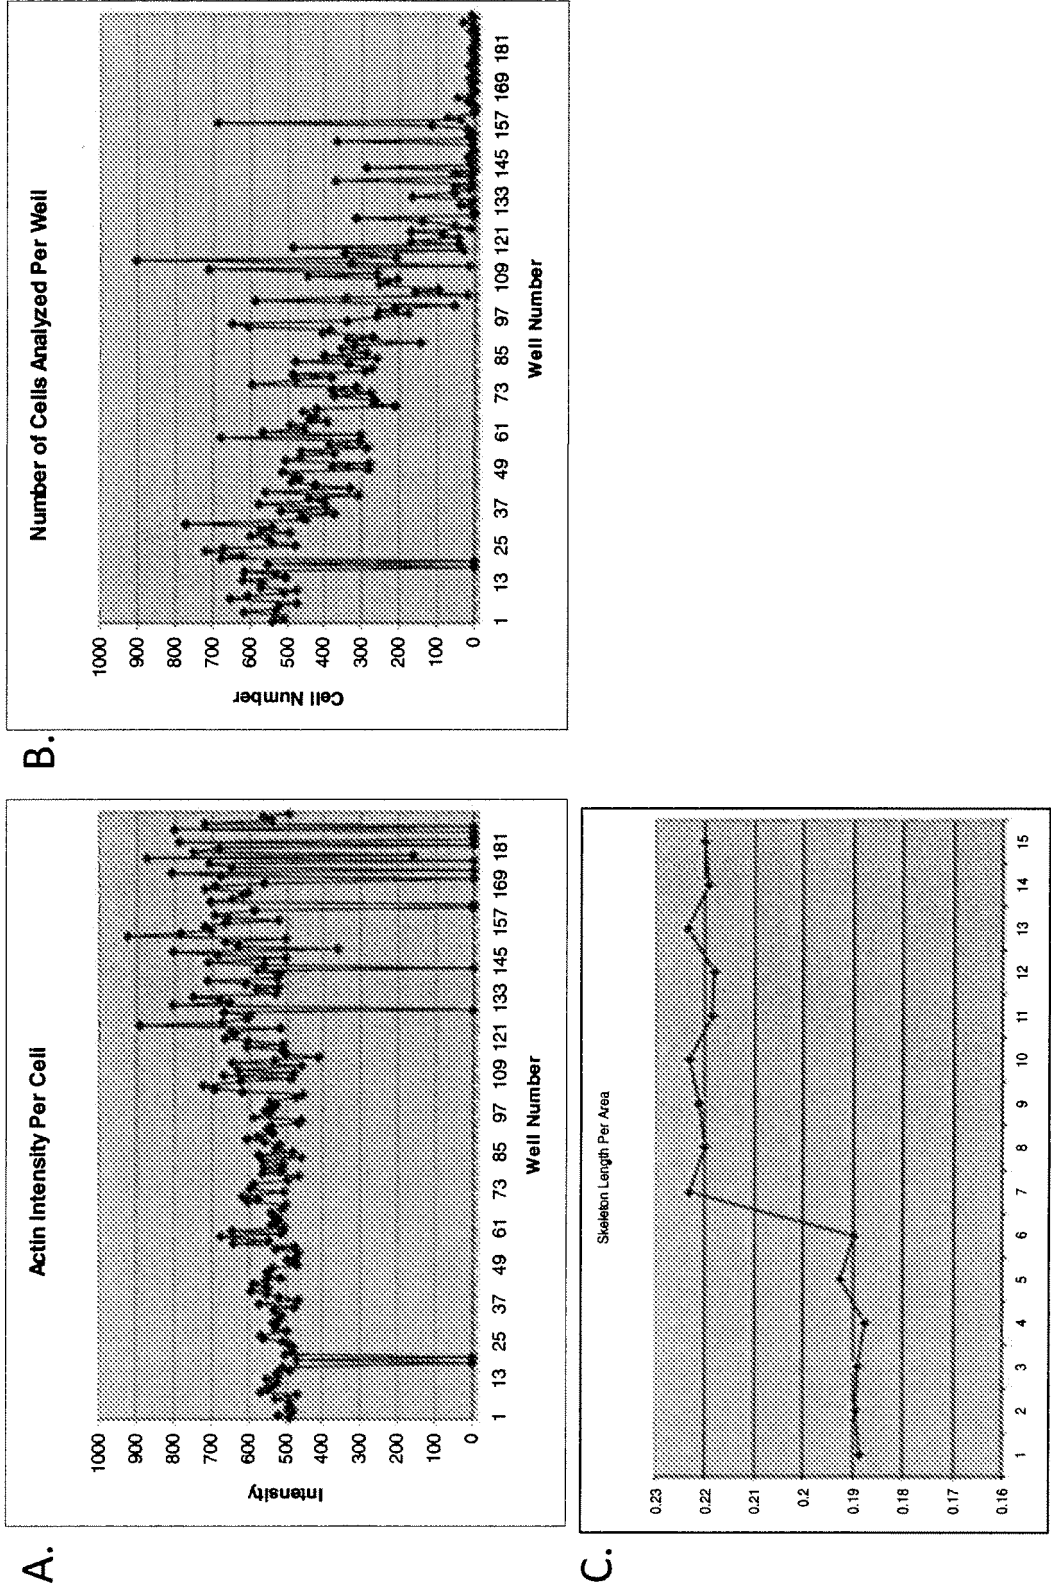 A.
Actin Intensity Per Cell
Intensity
1000
900
800
700
600
500
400
300
200
100
0
1 13 25 37 49 61 73 85 97 109 121 133 145 157 169 181
Well Number
B.
Number of Cells Analyzed Per Well
Cell Number
1000
900
800
700
600
500
400
300
200
100
0
1 13 25 37 49 61 73 85 97 109 121 133 145 157 169 181
Well Number
C.
Skeleton Length Per Area
0.23
0.22
0.21
0.2
0.19
0.18
0.17
0.16
1 2 3 4 5 6 7 8 9 10 11 12 13 14 15